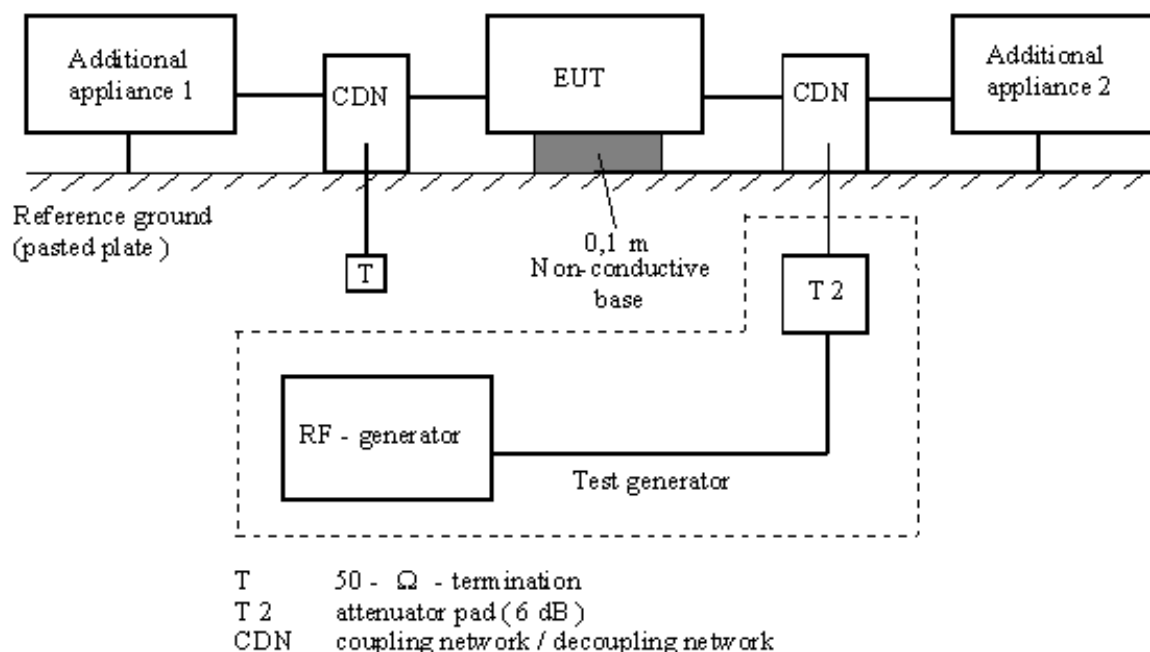 Additional
appliance 1
CDN
EUT
CDN
Additional
appliance 2
Reference ground
(pasted plate )
0,1 m
Non-conductive
base
T
T 2
RF - generator
Test generator
T 50 - Ω - termination
T 2 attenuator pad ( 6 dB )
CDN coupling network / decoupling network